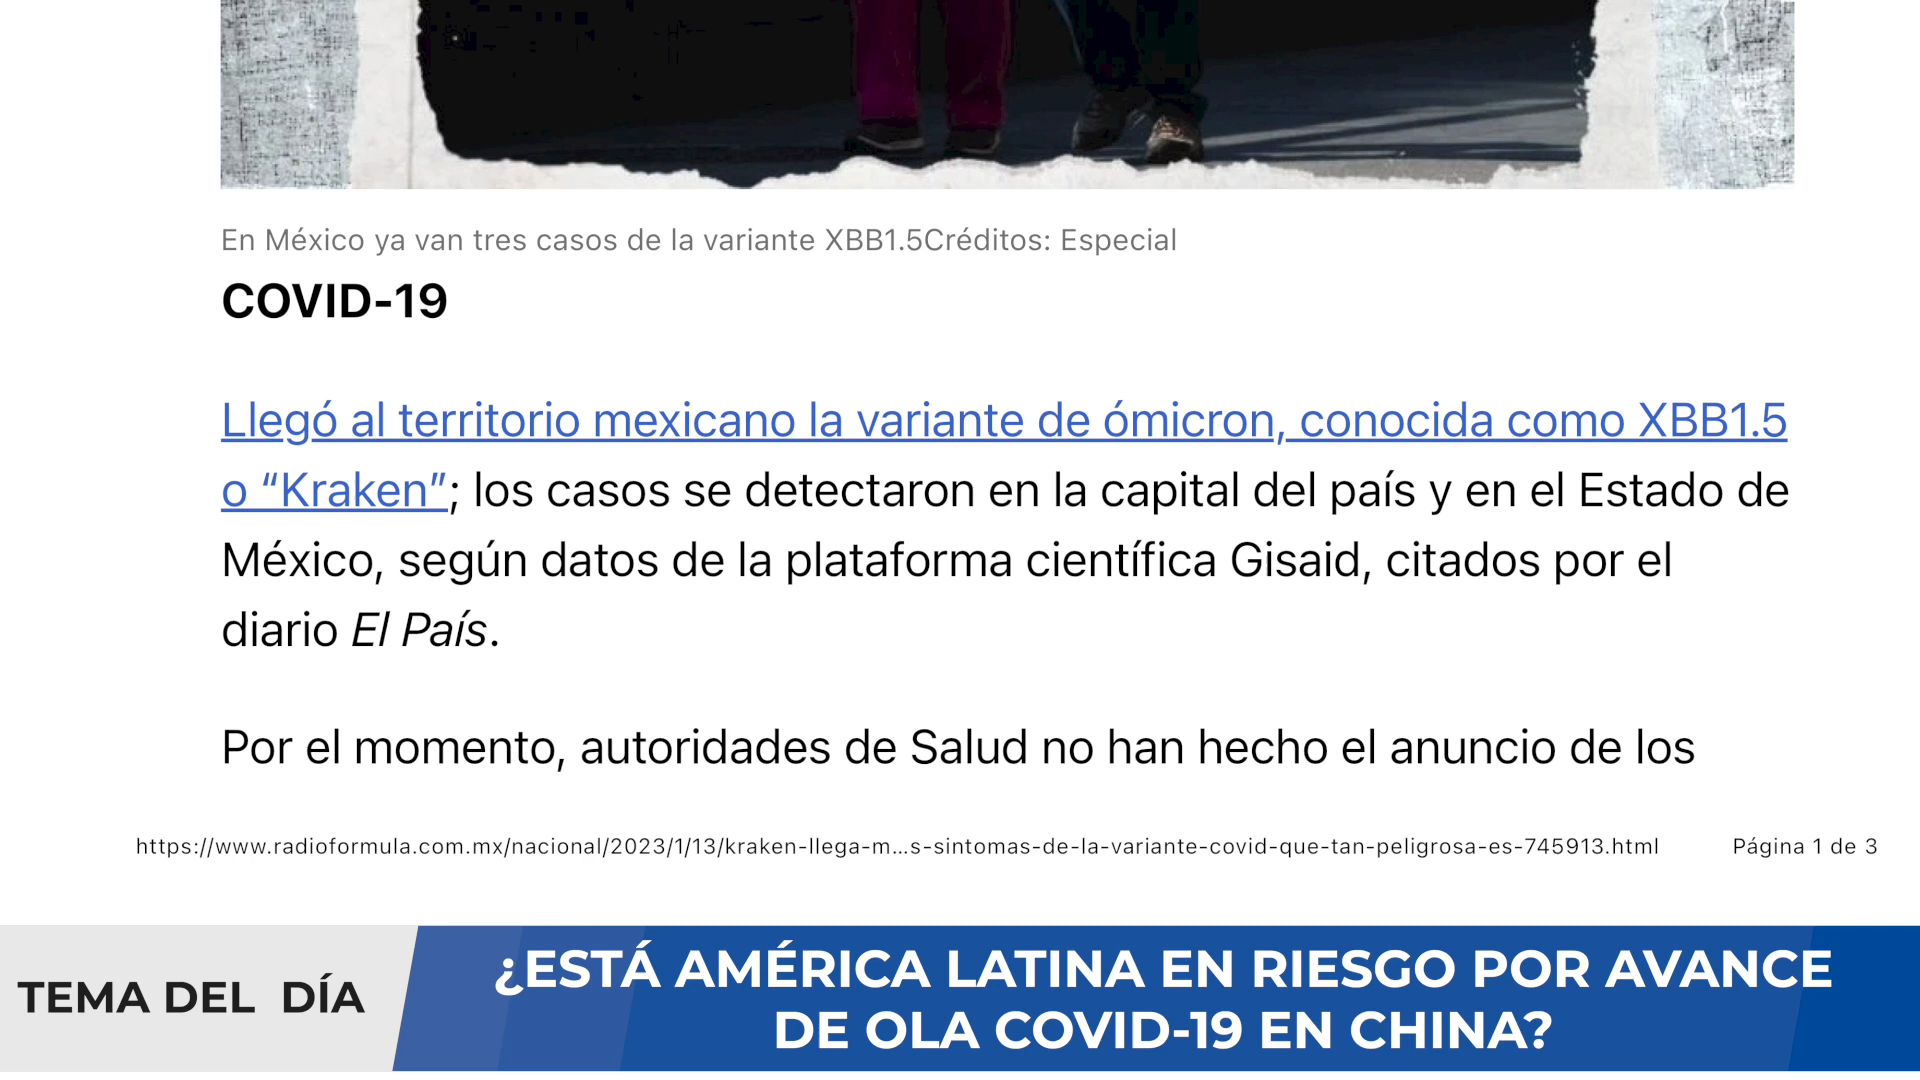 En México ya van tres casos de la variante XBB1.5Créditos: Especial
COVID-19
Llegó al territorio mexicano la variante de ómicron, conocida como XBB1.5
o “Kraken”; los casos se detectaron en la capital del país y en el Estado de
México, según datos de la plataforma científica Gisaid, citados por el
diario El País.
Por el momento, autoridades de Salud no han hecho el anuncio de los
https://www.radioformula.com.mx/nacional/2023/1/13/kraken-llega-m...s-sintomas-de-la-variante-covid-que-tan-peligrosa-es-745913.html Página 1 de 3
TEMA DEL DÍA
¿ESTÁ AMÉRICA LATINA EN RIESGO POR AVANCE
DE OLA COVID-19 EN CHINA?